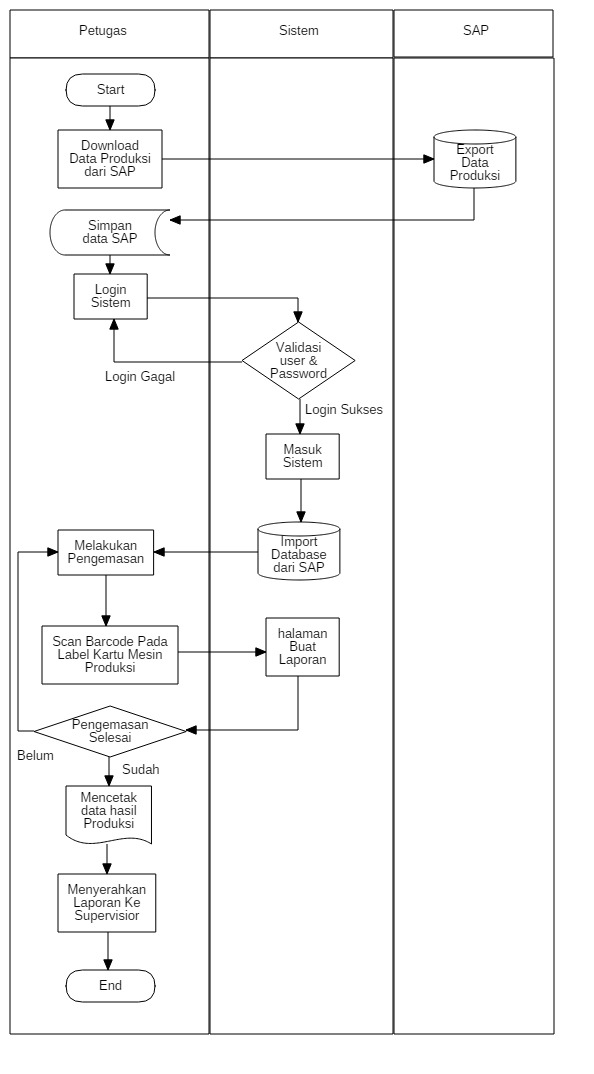 Petugas
Sistem
SAP
Start
Download
Data Produksi
dari SAP
Export
Data
Produksi
Simpan
data SAP
Login
Sistem
Validasi
user &
Password
Login Gagal
Login Sukses
Masuk
Sistem
Import
Database
dari SAP
Melakukan
Pengemasan
Scan Barcode Pada
Label Kartu Mesin
Produksi
halaman
Buat
Laporan
Pengemasan
Selesai
Belum
Sudah
Mencetak
data hasil
Produksi
Menyerahkan
Laporan Ke
Supervisior
End